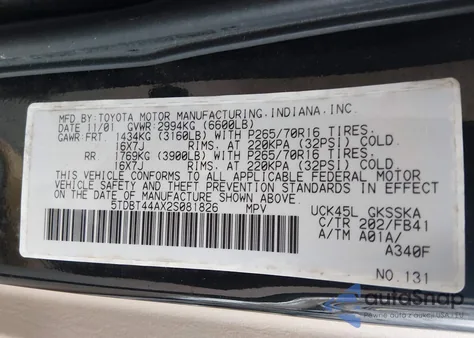 MFD.BY:TOYOTA MOTOR MANUFACTURING,INDIANA,INC.
DATE 11/01 GVWR: 2994KG (6600LB)
GAWR:FRT 1434KG (3160LB) WITH P265/70R16 TIRES.
16X7J RIMS. AT 220KPA (32PSI) COLD.
RR 1769KG (3900LB) WITH P265/70R16 TIRES.
16X7J RIMS. AT 220KPA (32PSI) COLD.
THIS VEHICLE CONFORMS TO ALL APPLICABLE FEDERAL MOTOR
VEHICLE SAFETY STANDARDS IN EFFECT ON THE DATE OF
MANUFACTURE SHOWN ABOVE.
5TDBT44AX2S081826 MPV
UCK45L GKSSKA
C/TR 202/FB41
A/TM A01A/
A340F
NO.131
autoSnap